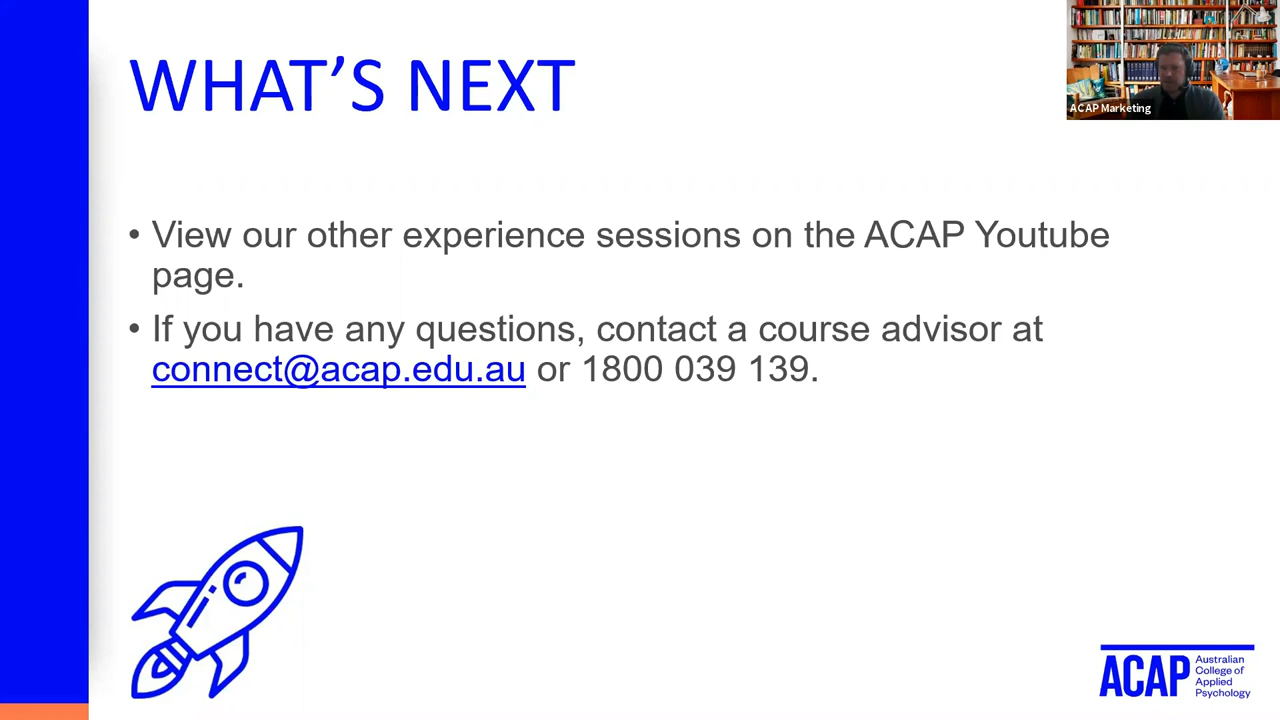 WHAT'S NEXT
ACAP Marketing
• View our other experience sessions on the ACAP Youtube
page.
• If you have any questions, contact a course advisor at
connect@acap.edu.au or 1800 039 139.
ACAP
Australian
College of
Applied
Psychology